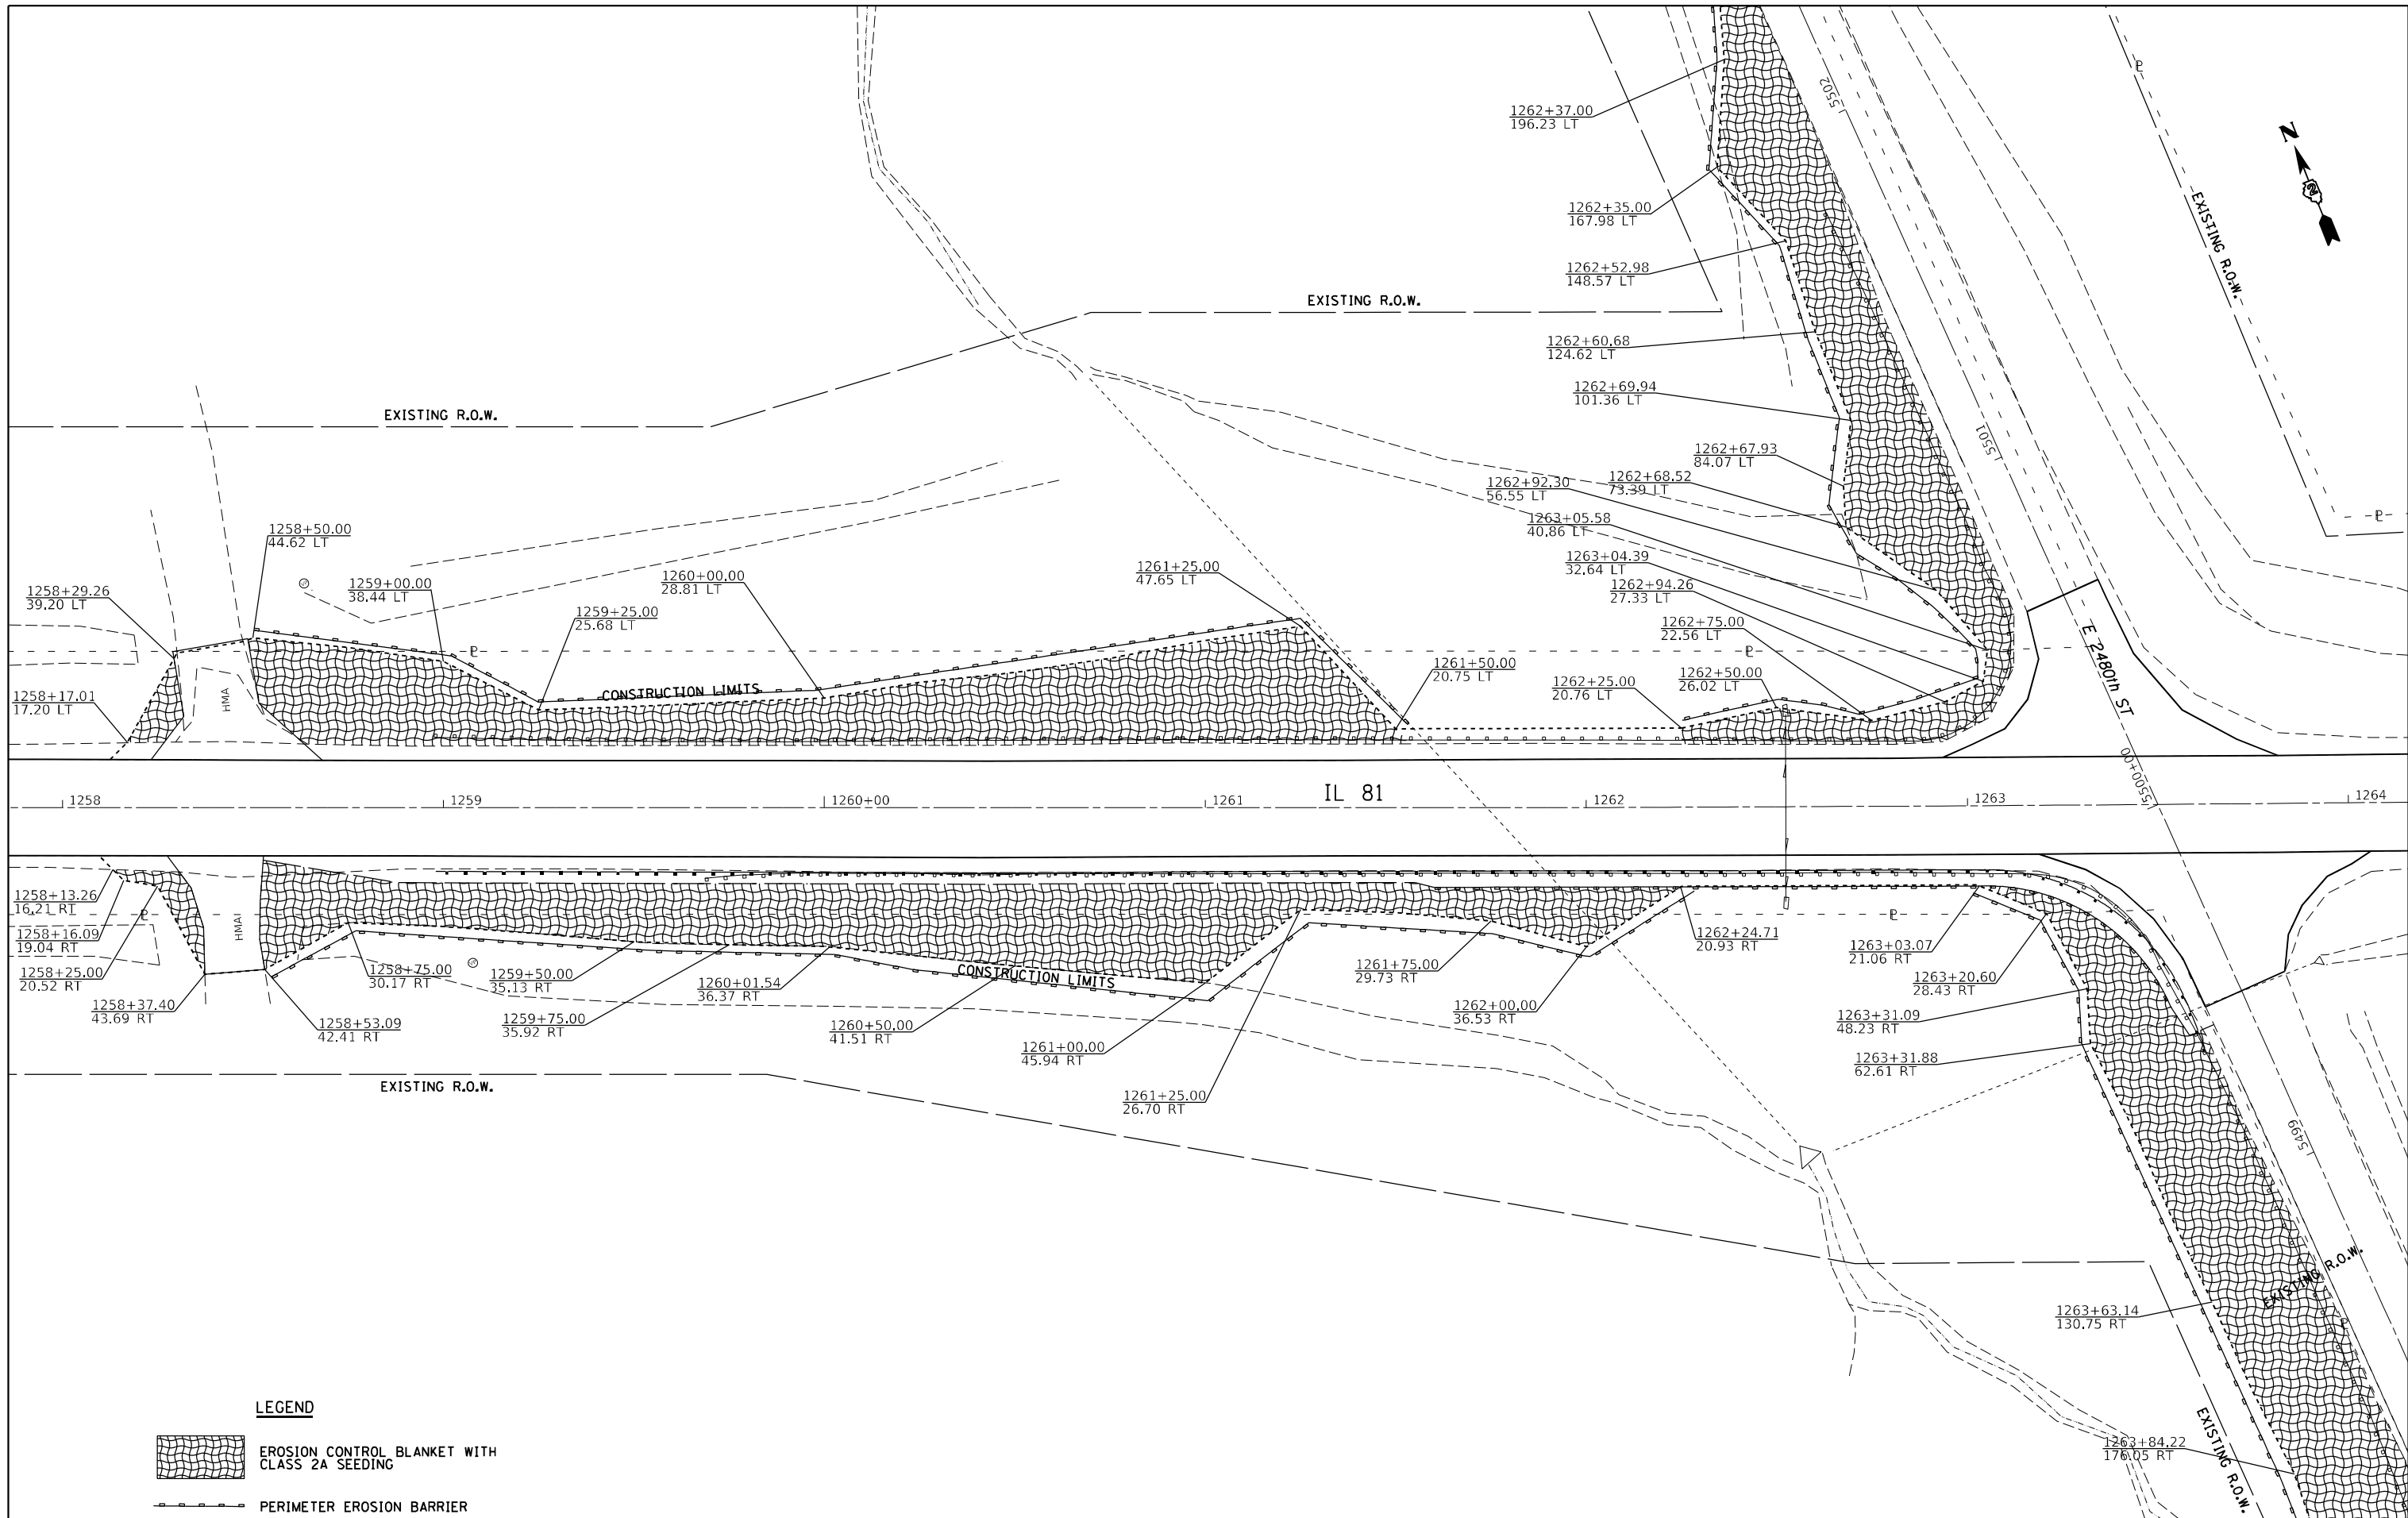 1262+37.00
196.23 LT
5502
P
N
1262+35.00
167.98 LT
EXISTING R.O.W.
1262+52.98
148.57 LT
EXISTING R.O.W.
1262+60.68
124.62 LT
1262+69.94
101.36 LT
EXISTING R.O.W.
5501
1262+67.93
84.07 LT
1262+68.52
73.39 LT
1262+92.30
56.55 LT
1263+05.58
40.86 LT
P
1258+50.00
44.62 LT
1263+04.39
32.64 LT
1261+25.00
47.65 LT
1260+00.00
28.81 LT
1259+00.00
38.44 LT
1258+29.26
39.20 LT
1262+94.26
27.33 LT
1259+25.00
25.68 LT
1262+75.00
22.56 LT
P
P
E 2480th ST
1261+50.00
20.75 LT
1262+50.00
26.02 LT
1262+25.00
20.76 LT
1258+17.01
17.20 LT
HMA
CONSTRUCTION LIMITS
5500+00
IL 81
1258
1259
1260+00
1261
1262
1263
1264
1258+13.26
16.21 RT
P
HMA
P
1258+16.09
19.04 RT
1262+24.71
20.93 RT
1263+03.07
21.06 RT
1258+25.00
20.52 RT
1258+75.00
30.17 RT
1259+50.00
35.13 RT
1260+01.54
36.37 RT
CONSTRUCTION LIMITS
1261+75.00
29.73 RT
1263+20.60
28.43 RT
1258+37.40
43.69 RT
1258+53.09
42.41 RT
1259+75.00
35.92 RT
1260+50.00
41.51 RT
1262+00.00
36.53 RT
1263+31.09
48.23 RT
1261+00.00
45.94 RT
1263+31.88
62.61 RT
EXISTING R.O.W.
1261+25.00
26.70 RT
5499
EXISTING R.O.W.
1263+63.14
130.75 RT
P
LEGEND
EXISTING R.O.W.
1263+84.22
176.05 RT
EROSION CONTROL BLANKET WITH
CLASS 2A SEEDING
PERIMETER EROSION BARRIER